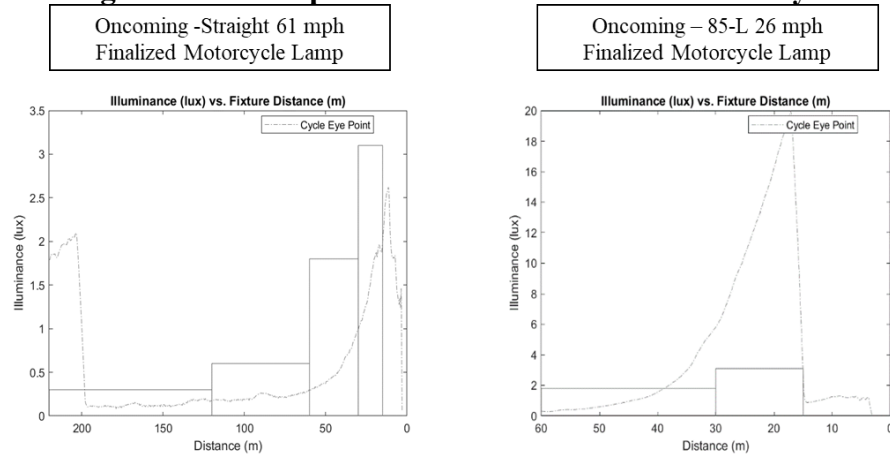 Oncoming -Straight 61 mph
Finalized Motorcycle Lamp
Oncoming – 85-L 26 mph
Finalized Motorcycle Lamp
Illuminance (lux) vs. Fixture Distance (m)
Cycle Eye Point
3.5
3
2.5
2
1.5
1
0.5
0
Illuminance (lux)
200
150
100
50
0
Distance (m)
Illuminance (lux) vs. Fixture Distance (m)
Cycle Eye Point
20
18
16
14
12
10
8
6
4
2
0
Illuminance (lux)
60
50
40
30
20
10
0
Distance (m)